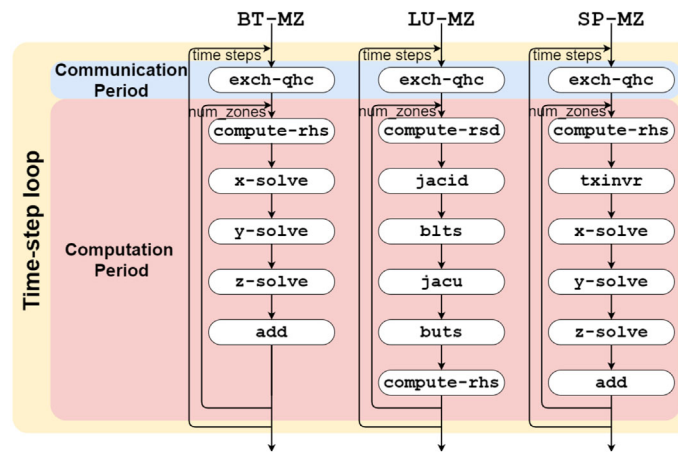 BT-MZ
LU-MZ
SP-MZ
time steps
time steps
time steps
Communication
Period
exch-qhc
exch-qhc
exch-qhc
num_zones
num_zones
num_zones
compute-rhs
compute-rsd
compute-rhs
x-solve
jacid
txinvr
Time-step loop
Computation
Period
y-solve
blts
x-solve
z-solve
jacu
y-solve
add
buts
z-solve
compute-rhs
add